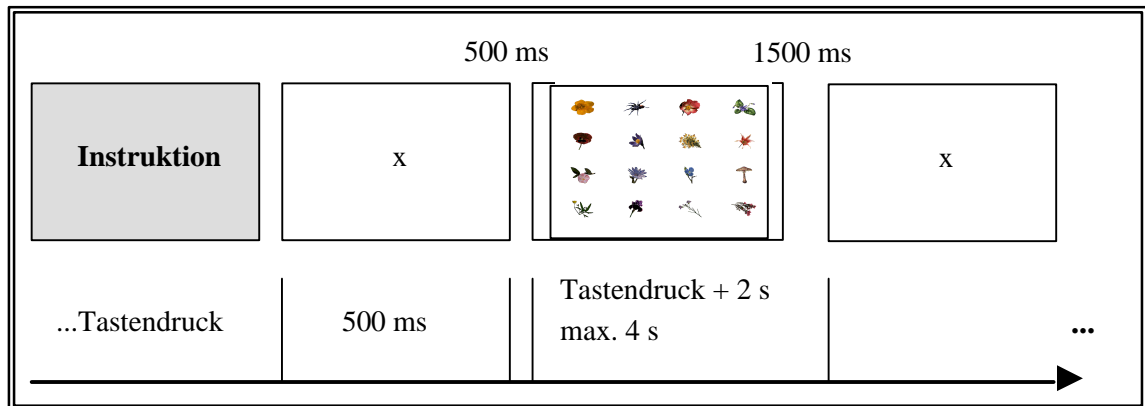 500 ms 1500 ms
Instruktion x x
Tastendruck + 2 s
...Tastendruck 500 ms max. 4 s ...